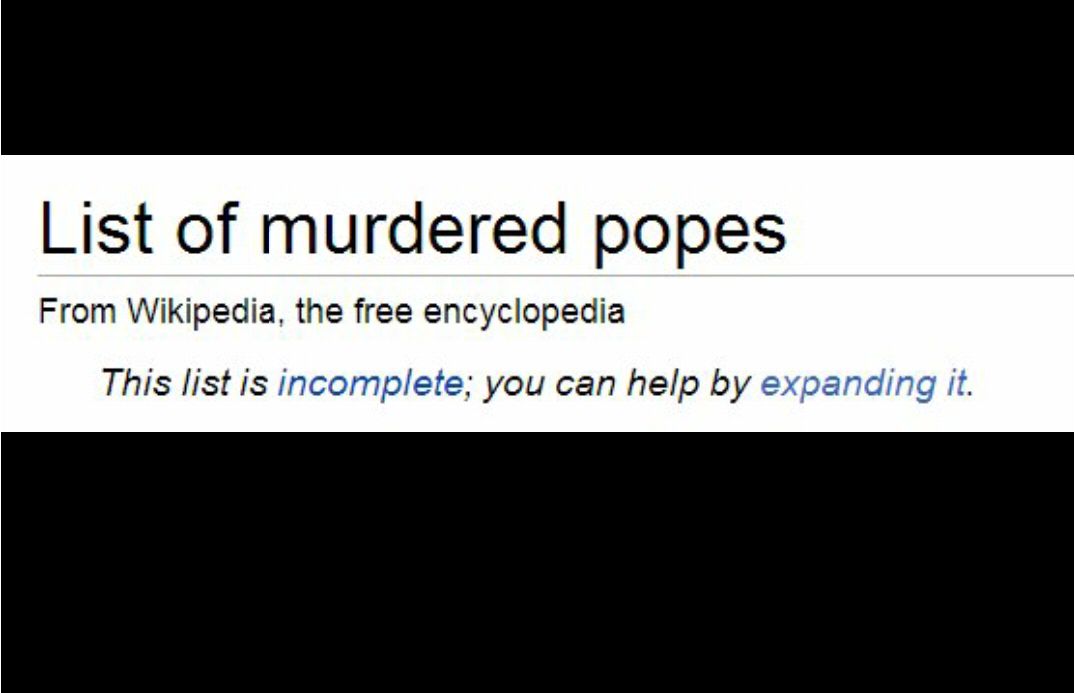 List of murdered popes
From Wikipedia, the free encyclopedia
This list is incomplete; you can help by expanding it.